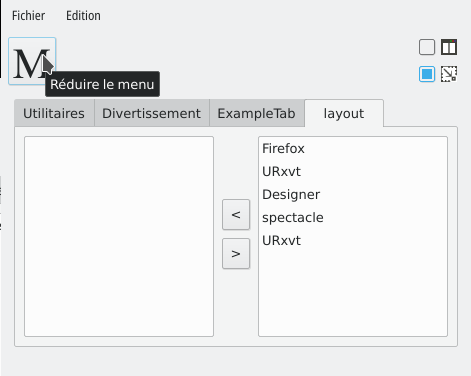 Fichier Edition
M
Réduire le menu
Utilitaires Divertissement ExampleTab layout
Firefox
URxvt
Designer
<
spectacle
URxvt
>